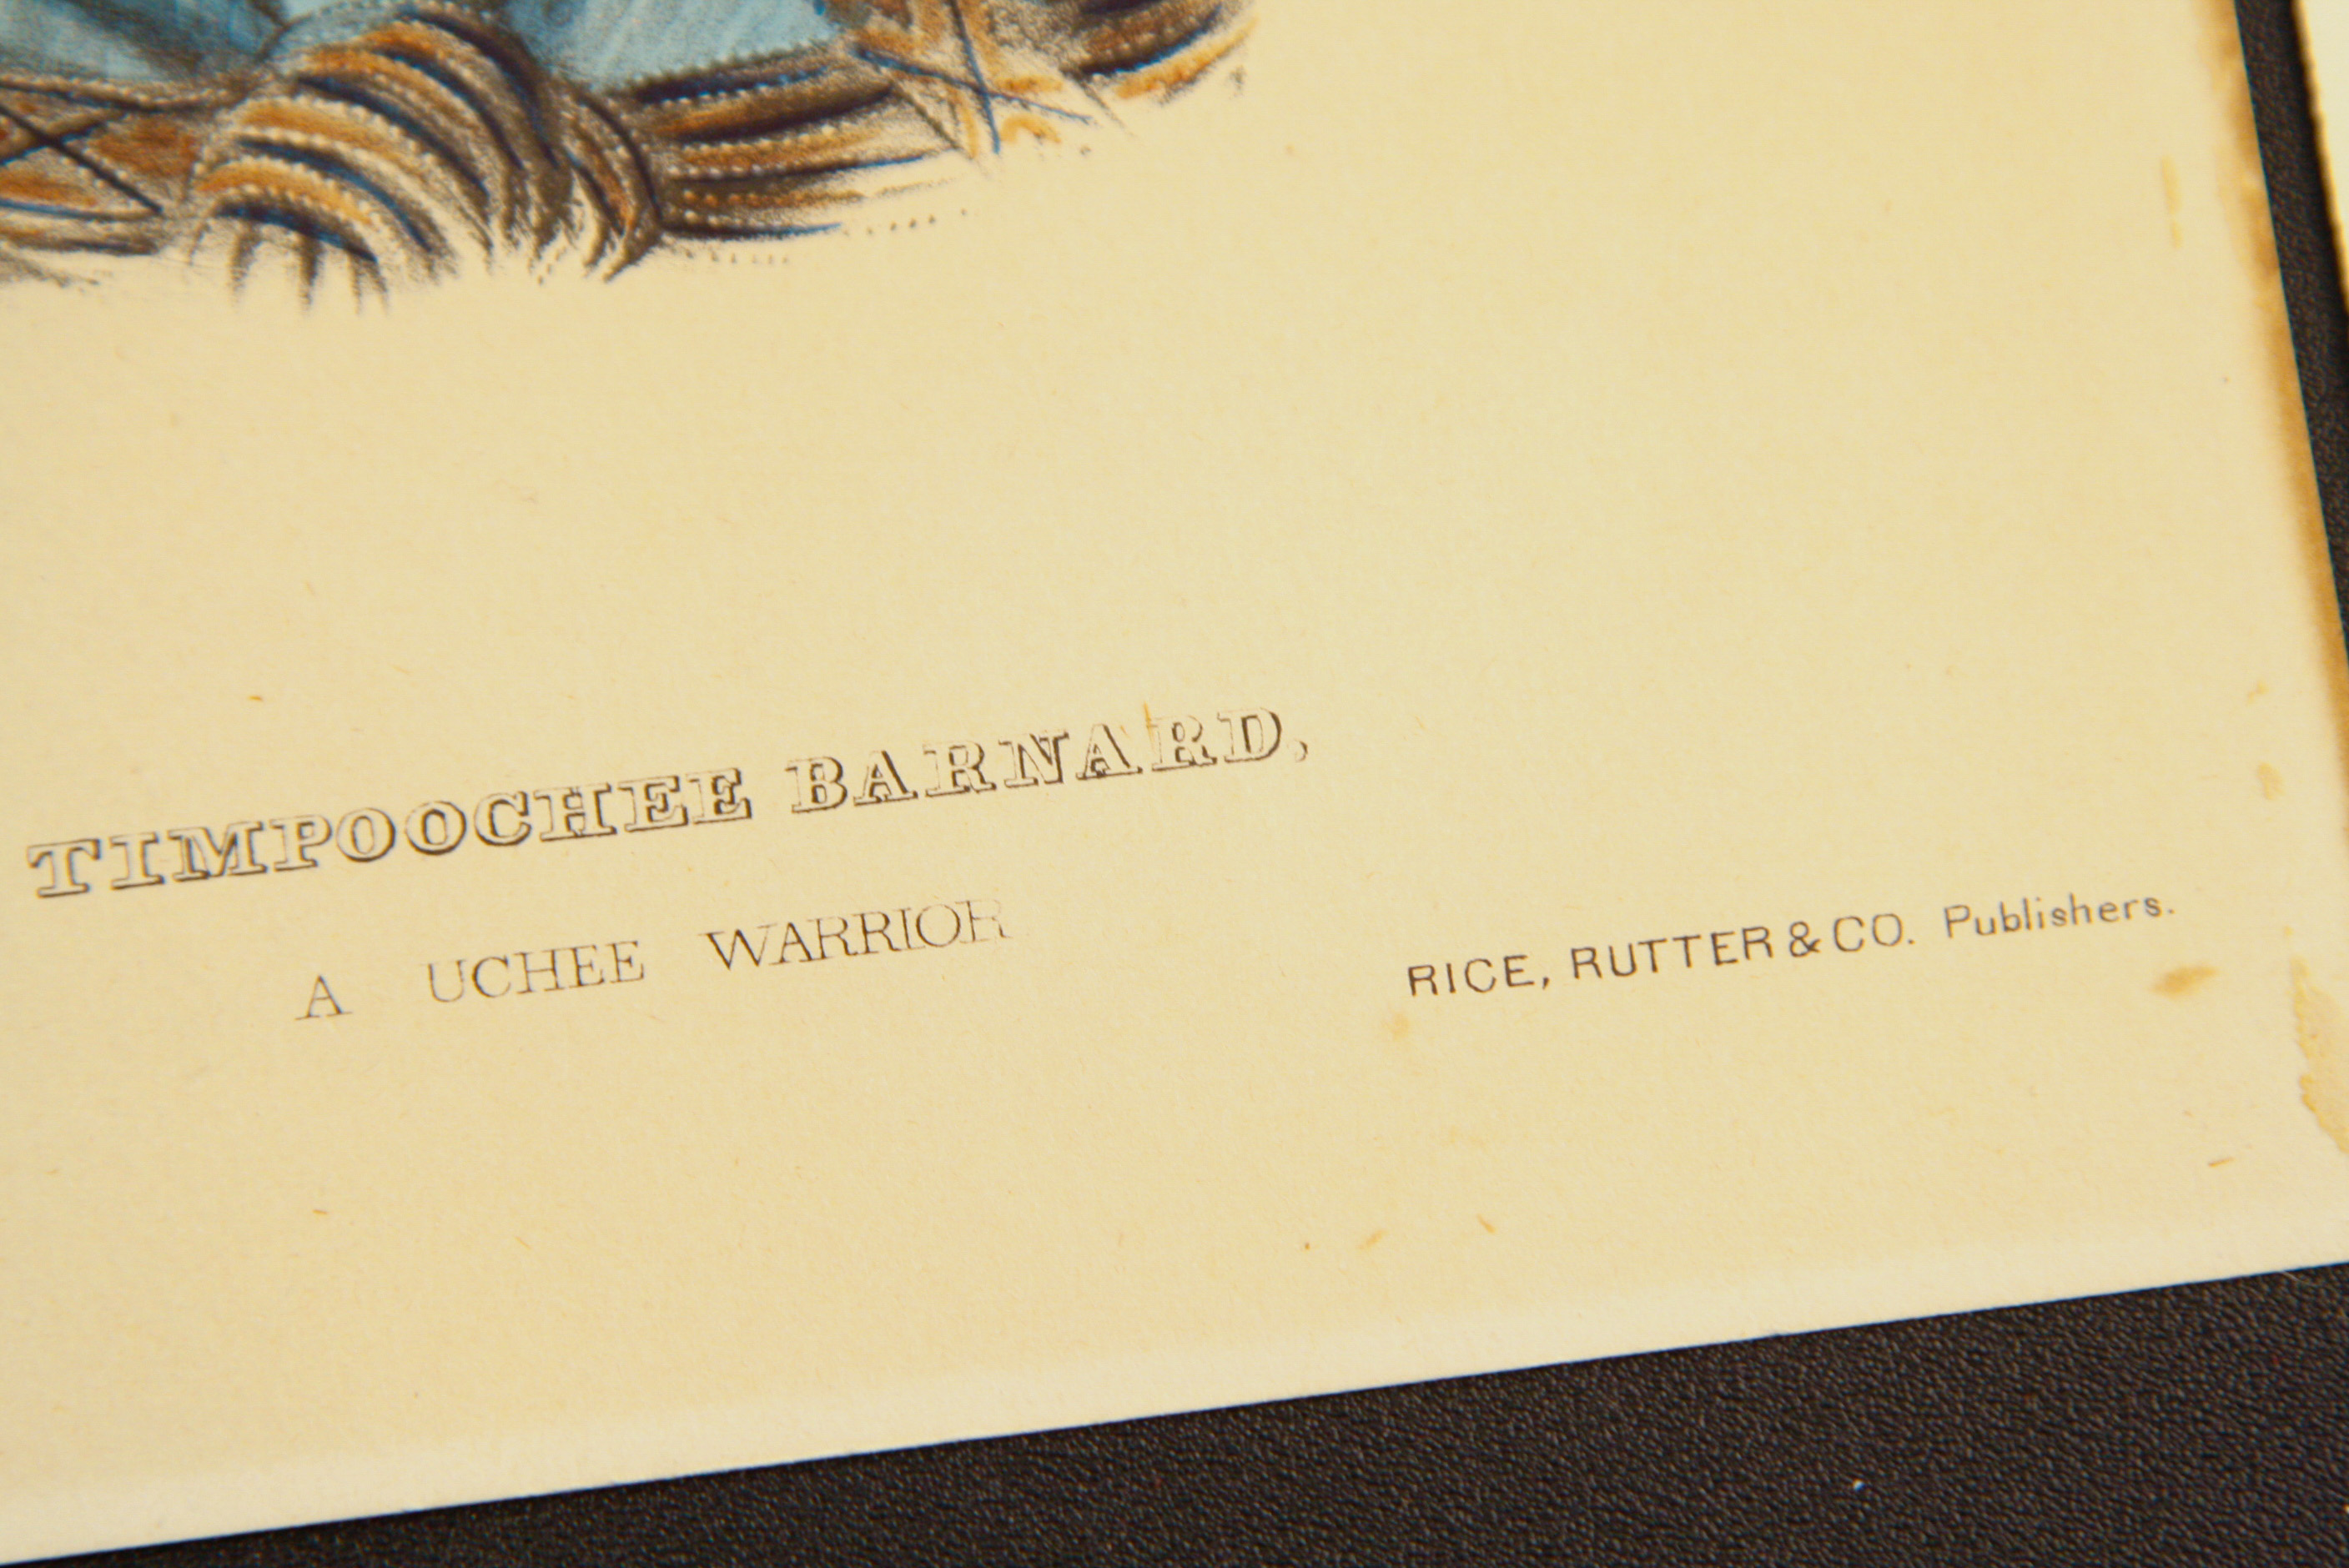 TIMPOOCHEE BARNARD,
A UCHEE WARRIOR
RICE, RUTTER & CO. Publishers.